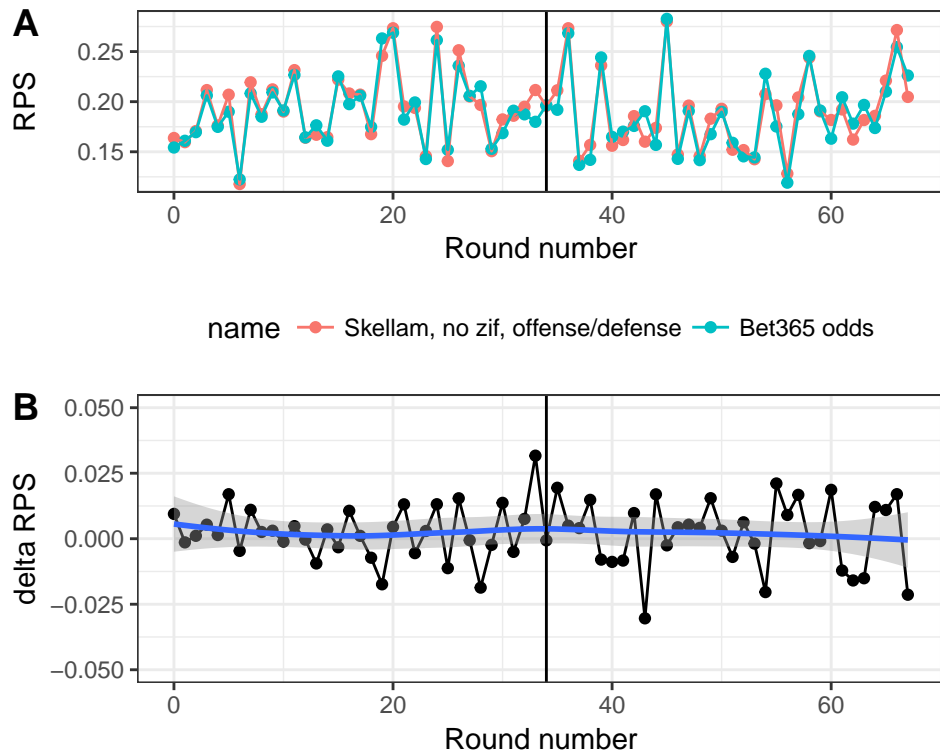 A
RPS
0.25
0.20
0.15
0 20 40 60
Round number
name Skellam, no zif, offense/defense Bet365 odds
B
delta RPS
0.050
0.025
0.000
−0.025
−0.050
0 20 40 60
Round number